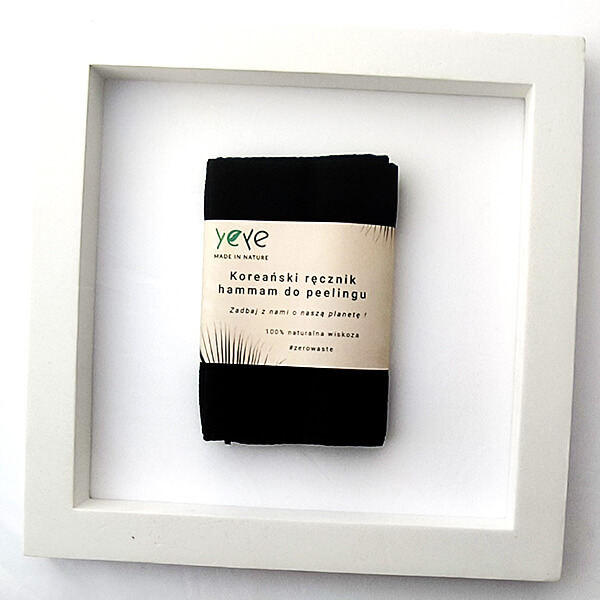 yeye
MADE IN NATURE
Koreański ręcznik
hammam do peelingu
Zadbaj z nami o naszą planetę !
100% naturalna wiskoza
#zerowaste